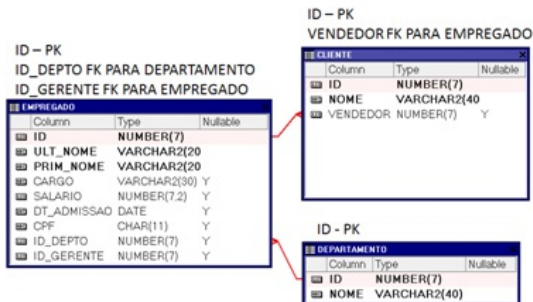 ID – PK
ID_DEPTO FK PARA DEPARTAMENTO
ID_GERENTE FK PARA EMPREGADO
EMPREGADO
Column Type Nullable
ID NUMBER(7)
ULT_NOME VARCHAR2(20
PRIM_NOME VARCHAR2(20
CARGO VARCHAR2(30) Y
SALARIO NUMBER(7,2) Y
DT_ADMISSAO DATE Y
CPF CHAR(11) Y
ID_DEPTO NUMBER(7) Y
ID_GERENTE NUMBER(7) Y
ID – PK
VENDEDOR FK PARA EMPREGADO
CLIENTE
Column Type Nullable
ID NUMBER(7)
NOME VARCHAR2(40
VENDEDOR NUMBER(7) Y
ID - PK
DEPARTAMENTO
Column Type Nullable
ID NUMBER(7)
NOME VARCHAR2(40)